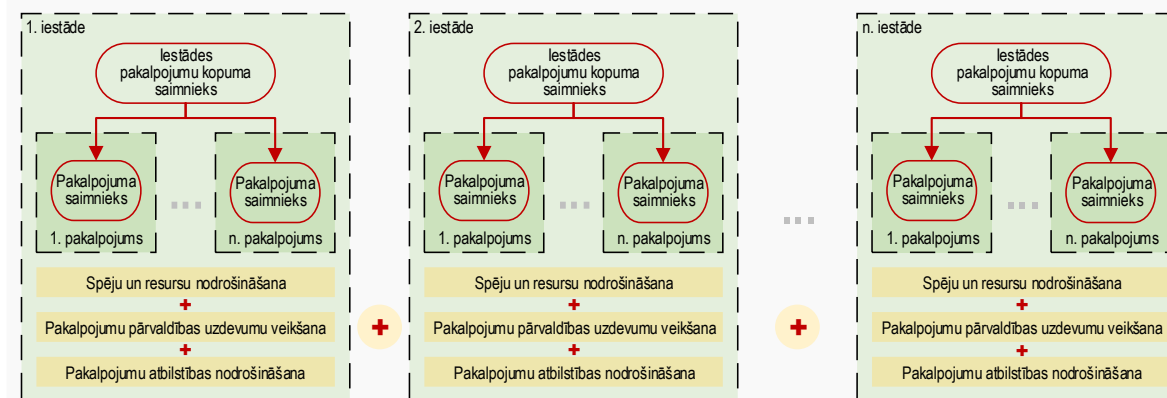 1. iestāde
Iestādes
pakalpojumu kopuma
saimnieks
Pakalpojuma
saimnieks
1. pakalpojums
Pakalpojuma
saimnieks
n. pakalpojums
Spēju un resursu nodrošināšana
+
Pakalpojumu pārvaldības uzdevumu veikšana
+
Pakalpojumu atbilstības nodrošināšana
+
2. iestāde
Iestādes
pakalpojumu kopuma
saimnieks
Pakalpojuma
saimnieks
1. pakalpojums
Pakalpojuma
saimnieks
n. pakalpojums
Spēju un resursu nodrošināšana
+
Pakalpojumu pārvaldības uzdevumu veikšana
+
Pakalpojumu atbilstības nodrošināšana
+
n. iestāde
Iestādes
pakalpojumu kopuma
saimnieks
Pakalpojuma
saimnieks
1. pakalpojums
Pakalpojuma
saimnieks
n. pakalpojums
Spēju un resursu nodrošināšana
+
Pakalpojumu pārvaldības uzdevumu veikšana
+
Pakalpojumu atbilstības nodrošināšana